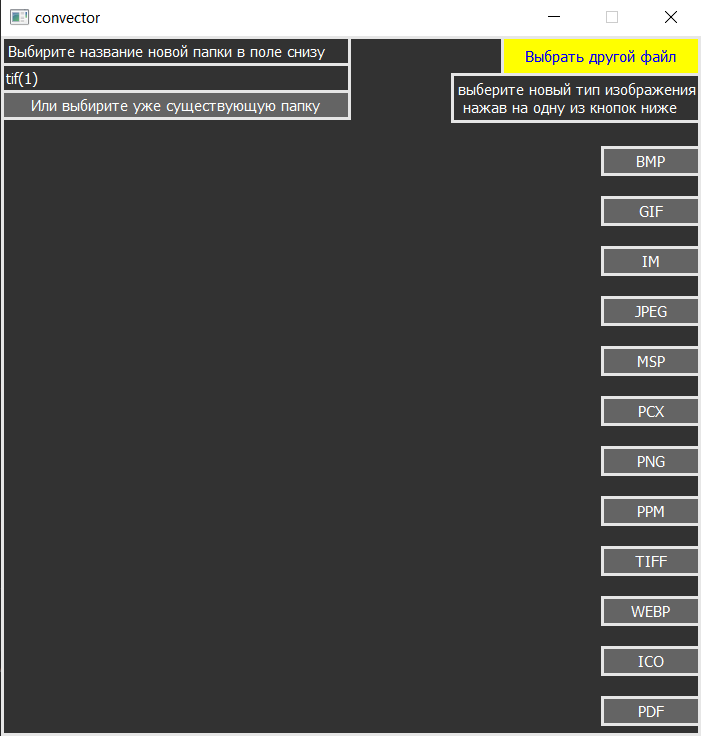 convector
Выбирите название новой папки в поле снизу
tif(1)
Или выбирите уже существующую папку
Выбрать другой файл
выберите новый тип изображения
нажав на одну из кнопок ниже
BMP
GIF
IM
JPEG
MSP
PCX
PNG
PPM
TIFF
WEBP
ICO
PDF